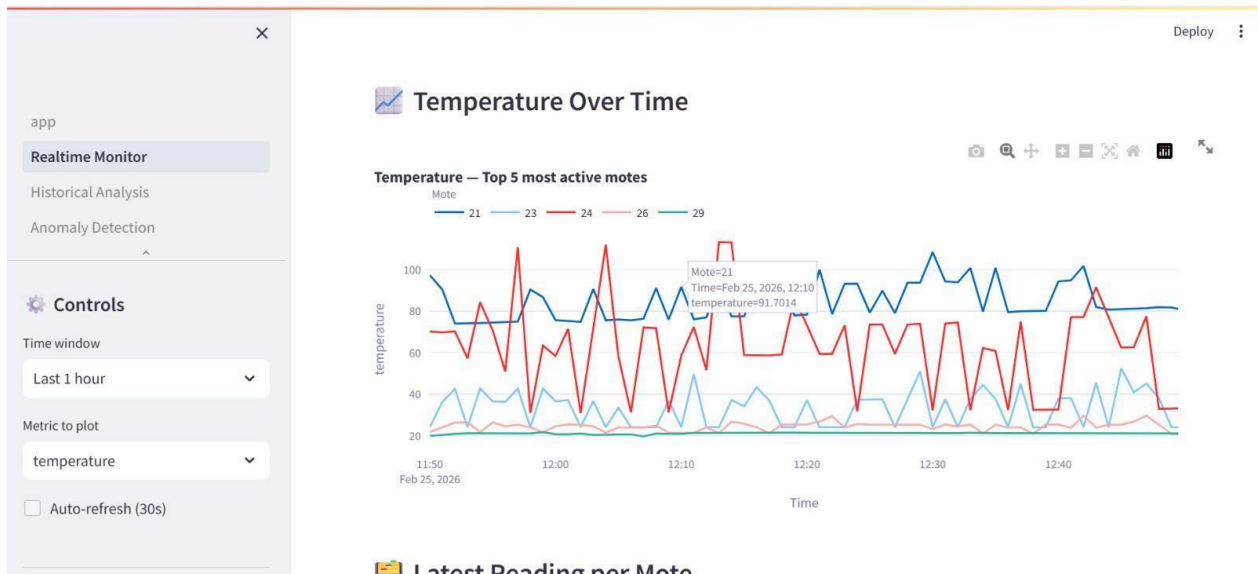 Deploy
app
Realtime Monitor
Historical Analysis
Anomaly Detection
Controls
Time window
Last 1 hour
Metric to plot
temperature
Auto-refresh (30s)
Temperature Over Time
Temperature — Top 5 most active motes
Mote
21 23 24 26 29
100
80
60
40
20
temperature
Mote=21
Time=Feb 25, 2026, 12:10
temperature=91.7014
11:50 12:00 12:10 12:20 12:30 12:40
Feb 25, 2026
Time
Latest Reading per Mote